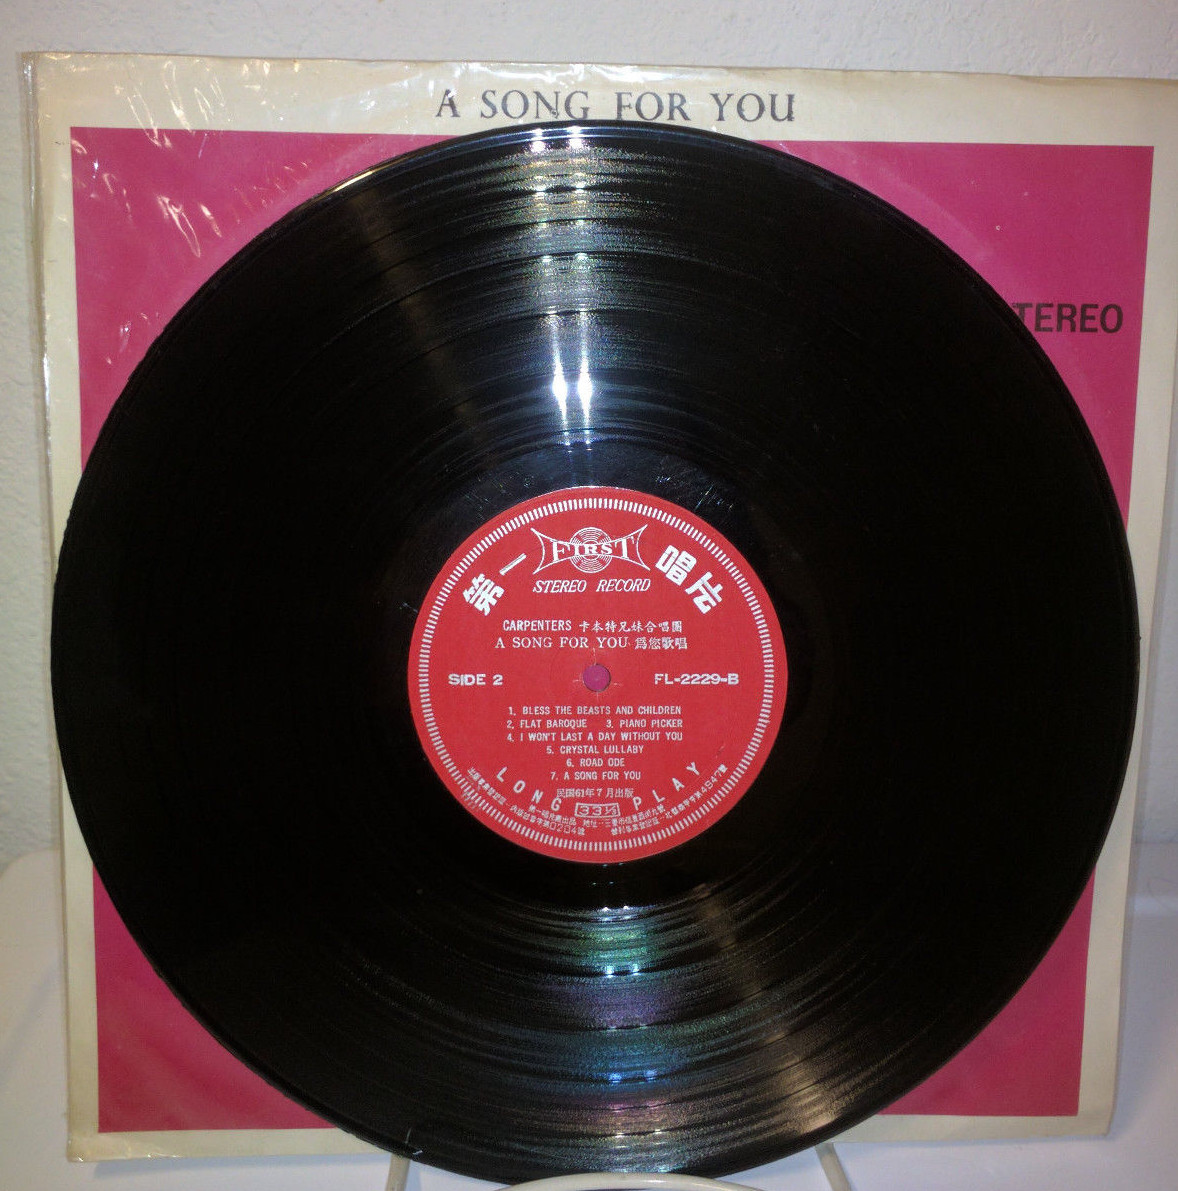 A SONG FOR YOU
TEREO
FIRST
第一唱片
STEREO RECORD
CARPENTERS 卡本特兄妹合唱團
A SONG FOR YOU 爲您歌唱
SIDE 2 FL-2229-B
1. BLESS THE BEASTS AND CHILDREN
2. FLAT BAROQUE 3. PIANO PICKER
4. I WON'T LAST A DAY WITHOUT YOU
5. CRYSTAL LULLABY
6. ROAD ODE
7. A SONG FOR YOU
民国61年7月出版
LONG 33⅓ PLAY